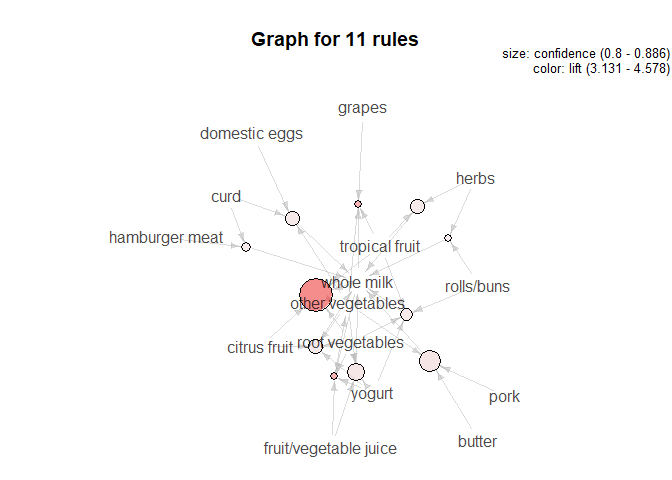 Graph for 11 rules
size: confidence (0.8 - 0.886)
color: lift (3.131 - 4.578)
grapes
domestic eggs
herbs
curd
hamburger meat
tropical fruit
whole milk
rolls/buns
other vegetables
citrus fruit
root vegetables
yogurt
pork
butter
fruit/vegetable juice